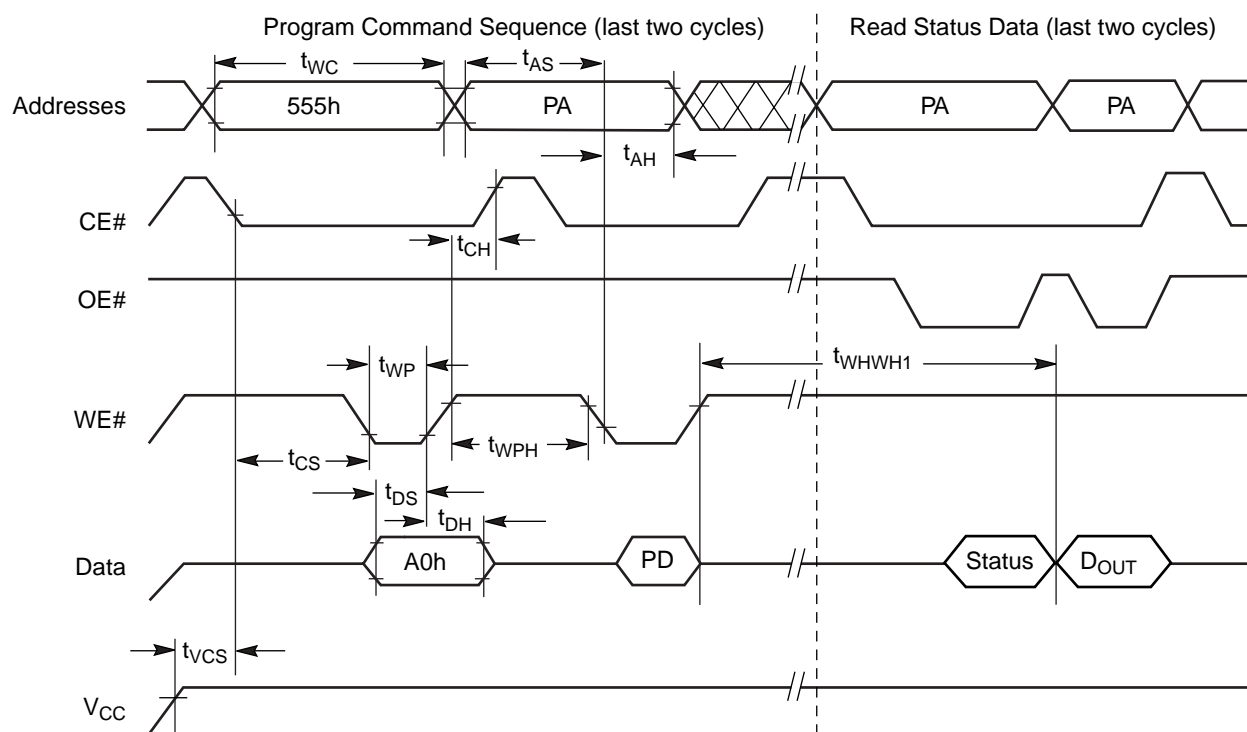 Program Command Sequence (last two cycles)
Read Status Data (last two cycles)
tWC
tAS
Addresses
555h
PA
PA
PA
tAH
CE#
tCH
OE#
tWP
tWHWH1
WE#
tCS
tWPH
tDS
tDH
Data
A0h
PD
Status
DOUT
tVCS
VCC